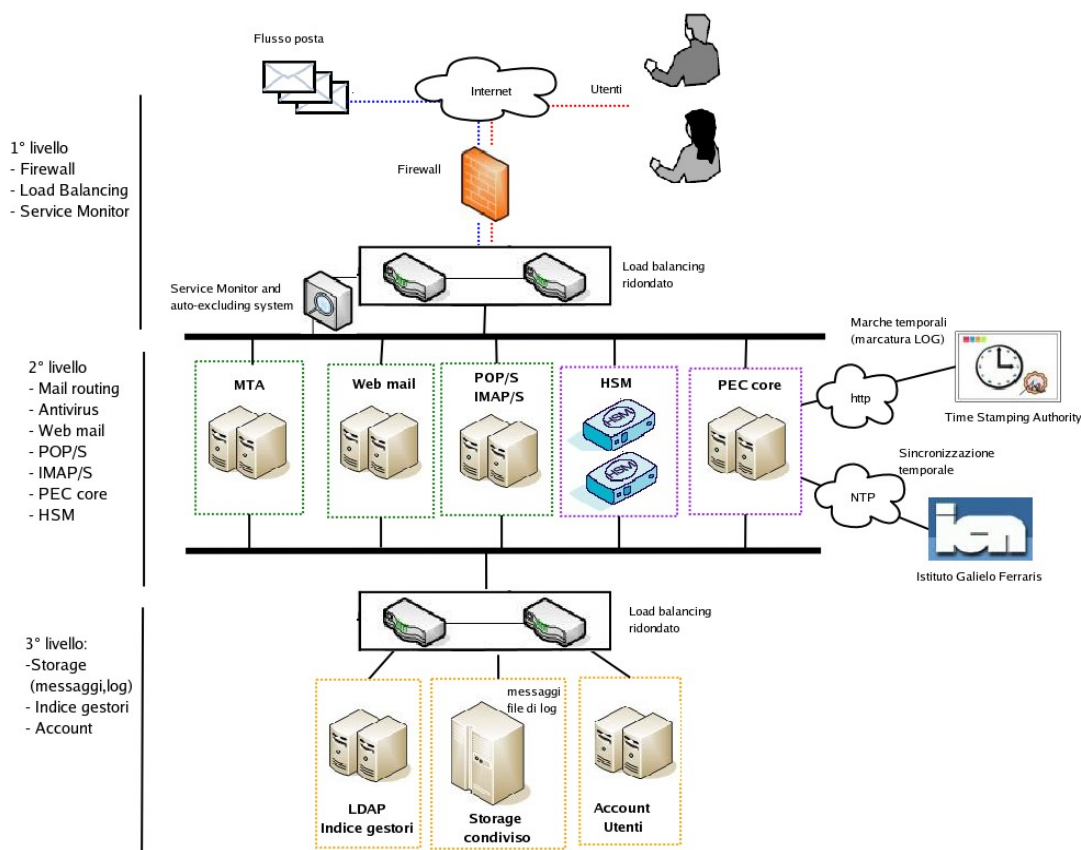 Flusso posta
Internet
Utenti
1° livello
- Firewall
- Load Balancing
- Service Monitor
Firewall
Load balancing
ridondato
Service Monitor and
auto-excluding system
2° livello
- Mail routing
- Antivirus
- Web mail
- POP/S
- IMAP/S
- PEC core
- HSM
MTA
Web mail
POP/S
IMAP/S
HSM
HSM
HSM
PEC core
Marche temporali
(marcatura LOG)
http
Time Stamping Authority
Sincronizzazione
temporale
NTP
ien
Istituto Galielo Ferraris
Load balancing
ridondato
3° livello:
-Storage
(messaggi,log)
- Indice gestori
- Account
messaggi
file di log
LDAP
Indice gestori
Storage
condiviso
Account
Utenti